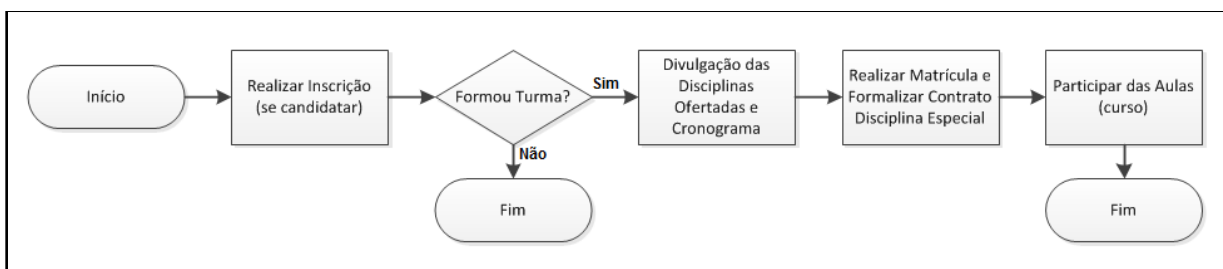 Início
Realizar Inscrição
(se candidatar)
Formou Turma?
Sim
Não
Fim
Divulgação das
Disciplinas
Ofertadas e
Cronograma
Realizar Matrícula e
Formalizar Contrato
Disciplina Especial
Participar das Aulas
(curso)
Fim